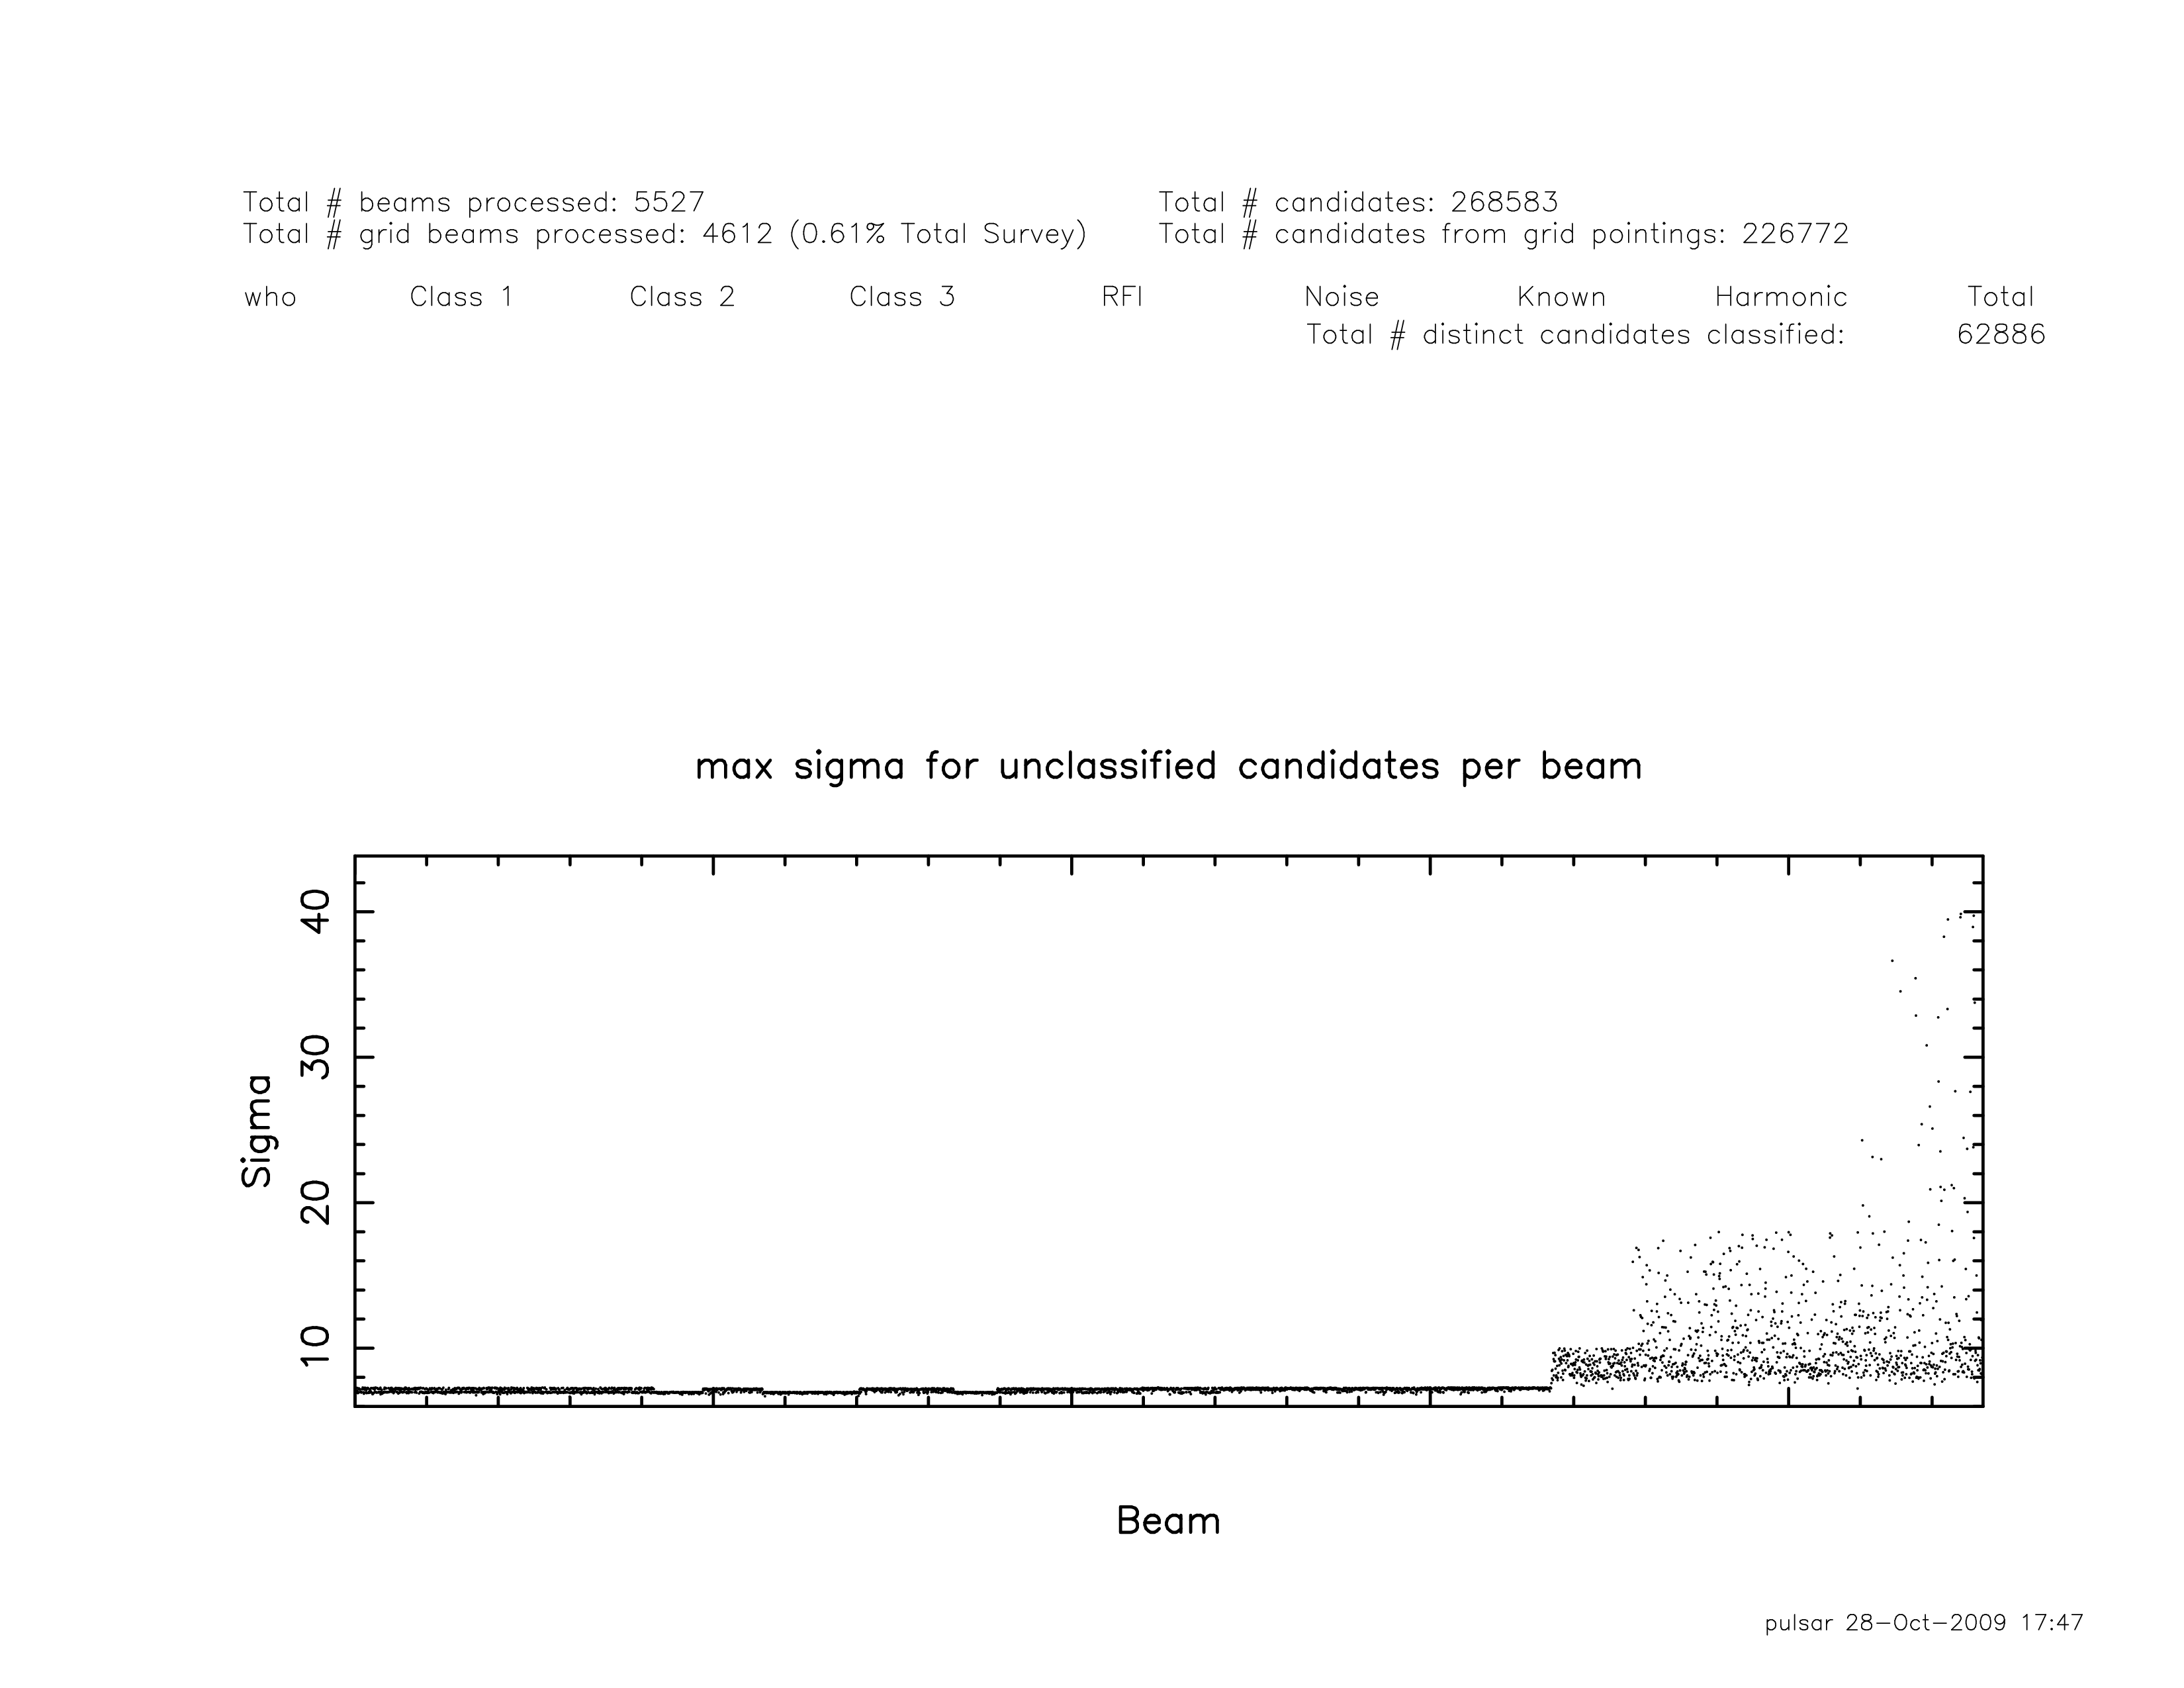 Total # beams processed: 5527 Total # candidates: 268583
Total # grid beams processed: 4612 (0.61% Total Survey) Total # candidates from grid pointings: 226772
who Class 1 Class 2 Class 3 RFI Noise Known Harmonic Total
Total # distinct candidates classified: 62886
max sigma for unclassified candidates per beam
40
30
20
10
Sigma
Beam
pulsar 28-Oct-2009 17:47